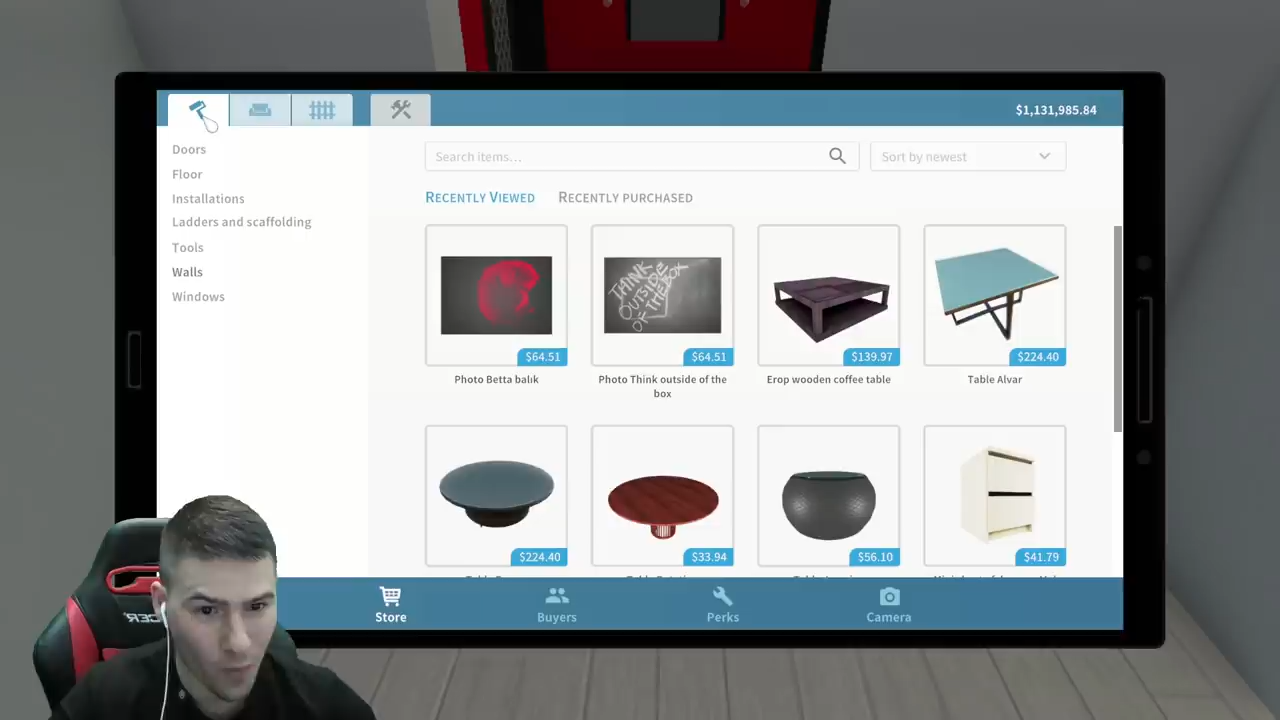 $1,131,985.84
Doors
Floor
Installations
Ladders and scaffolding
Tools
Walls
Windows
Search items...
Sort by newest
RECENTLY VIEWED
RECENTLY PURCHASED
THINK
OUTSIDE
OF THE BOX
$64.51
$64.51
$139.97
$224.40
Photo Betta balık
Photo Think outside of the
box
Erop wooden coffee table
Table Alvar
$224.40
$33.94
$56.10
$41.79
Store
Buyers
Perks
Camera